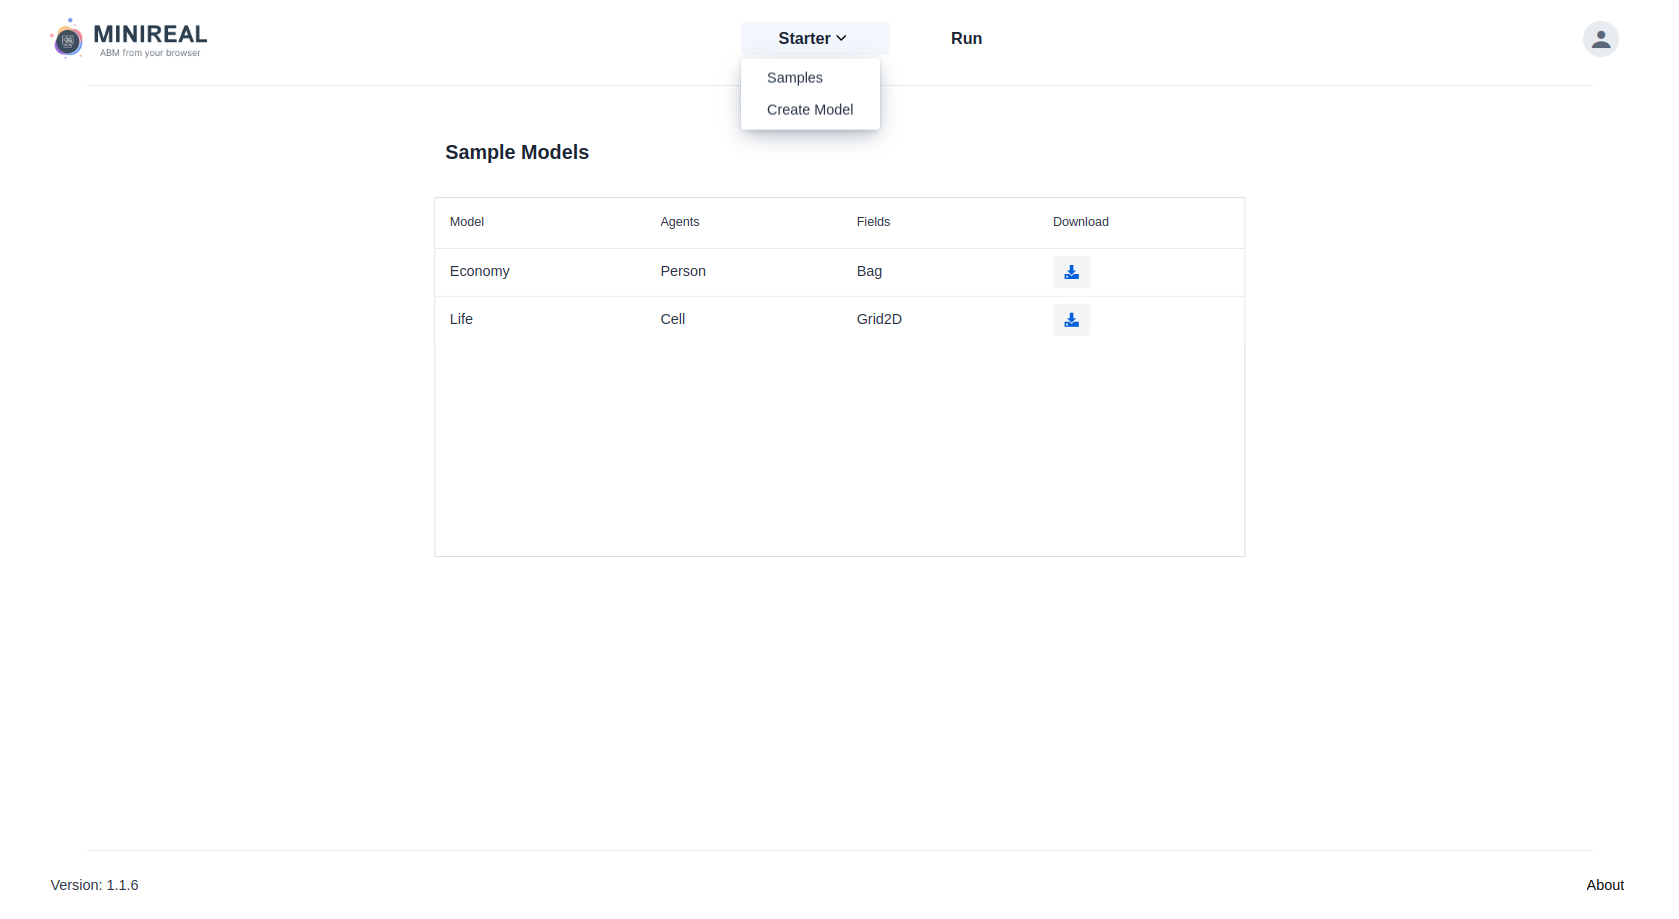 MINIREAL
ABM from your browser
Starter
Run
Samples
Create Model
Sample Models
Model Agents Fields Download
Economy Person Bag
Life Cell Grid2D
Version: 1.1.6
About